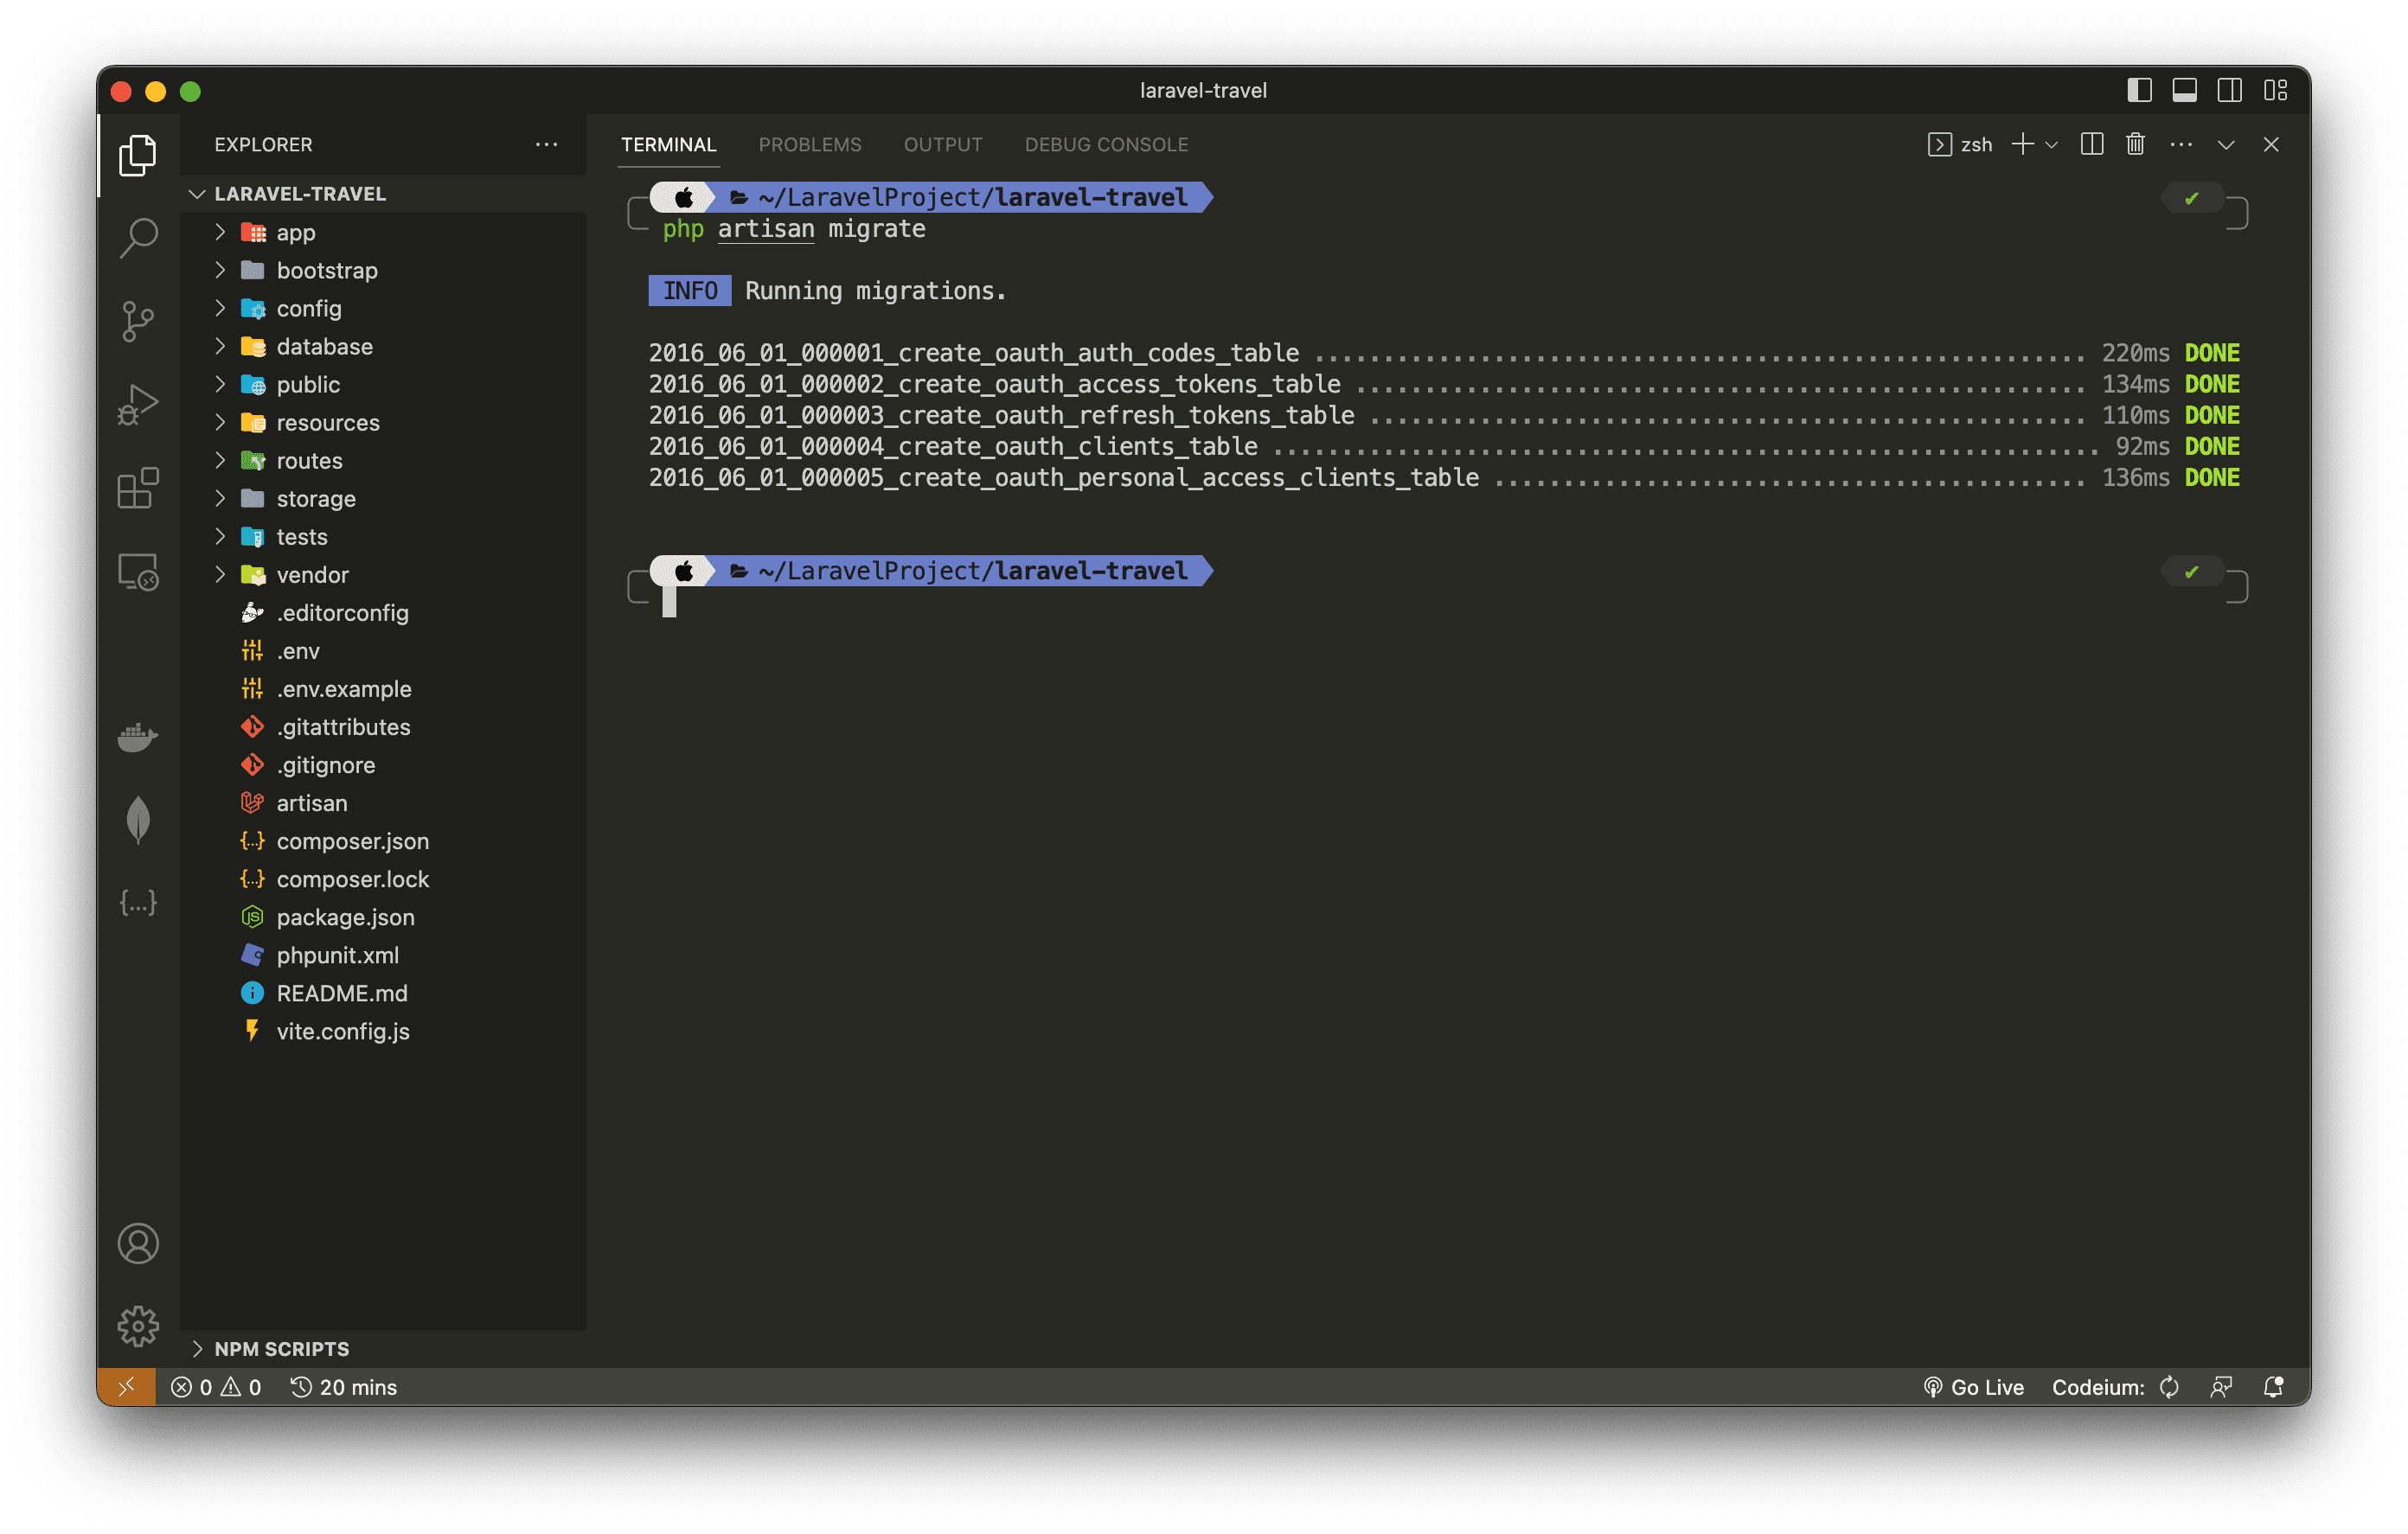 laravel-travel
EXPLORER
LARAVEL-TRAVEL
app
bootstrap
config
database
public
resources
routes
storage
tests
vendor
.editorconfig
.env
.env.example
.gitattributes
.gitignore
artisan
composer.json
composer.lock
package.json
phpunit.xml
README.md
vite.config.js
NPM SCRIPTS
TERMINAL PROBLEMS OUTPUT DEBUG CONSOLE zsh
~/LaravelProject/laravel-travel
php artisan migrate
INFO Running migrations.
2016_06_01_000001_create_oauth_auth_codes_table ........................................................ 220ms DONE
2016_06_01_000002_create_oauth_access_tokens_table ..................................................... 134ms DONE
2016_06_01_000003_create_oauth_refresh_tokens_table .................................................... 110ms DONE
2016_06_01_000004_create_oauth_clients_table ............................................................ 92ms DONE
2016_06_01_000005_create_oauth_personal_access_clients_table ........................................... 136ms DONE
~/LaravelProject/laravel-travel
0 0 20 mins Go Live Codeium: